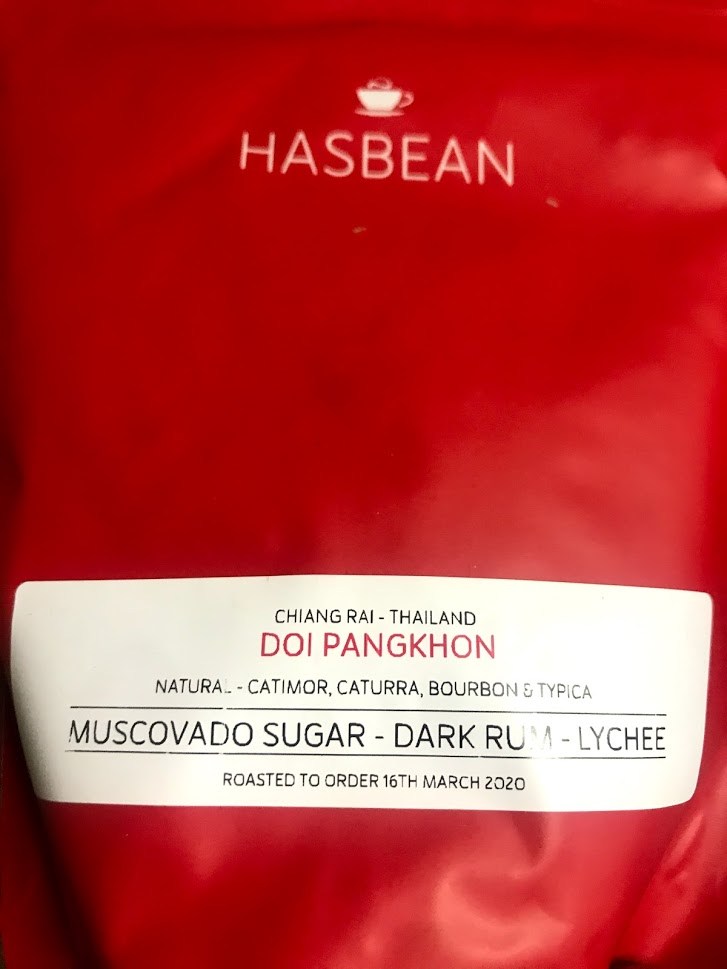 HASBEAN
CHIANG RAI - THAILAND
DOI PANGKHON
NATURAL - CATIMOR, CATURRA, BOURBON & TYPICA
MUSCOVADO SUGAR - DARK RUM - LYCHEE
ROASTED TO ORDER 16TH MARCH 2020